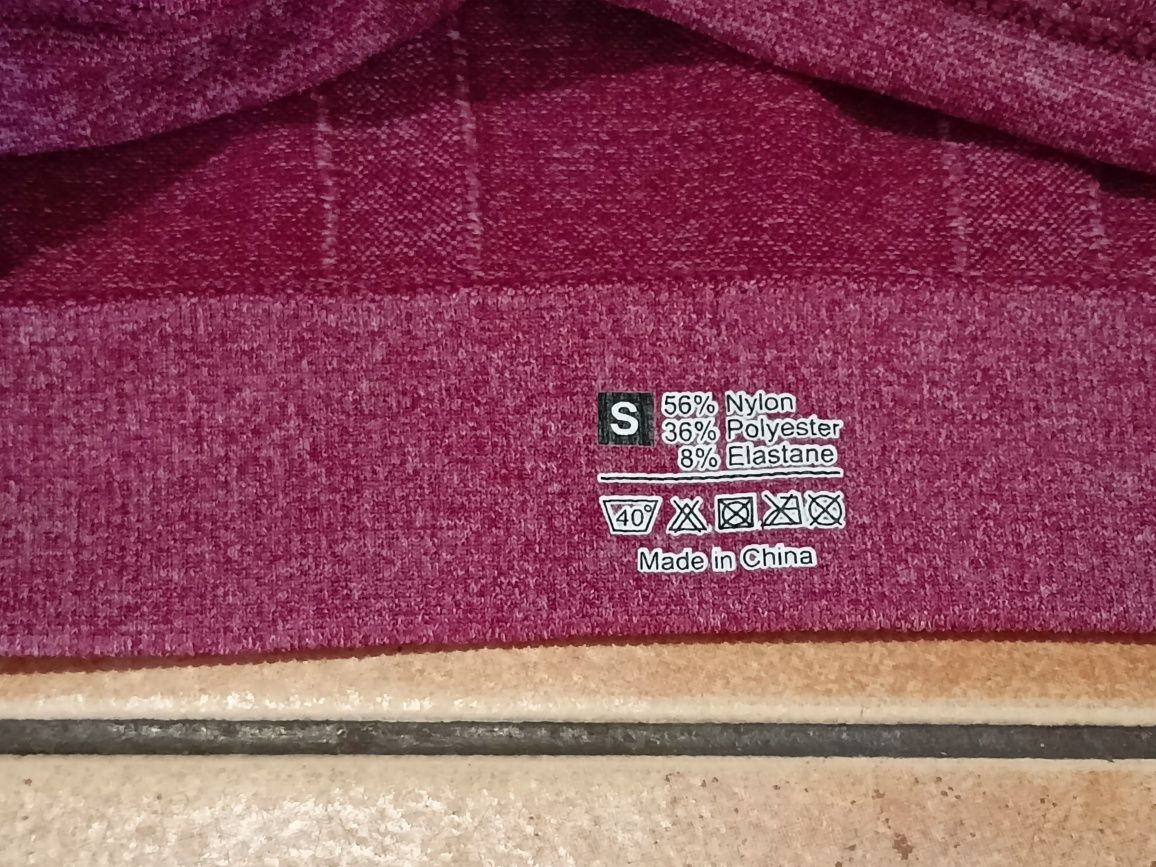 S 56% Nylon
36% Polyester
8% Elastane
40°
Made in China